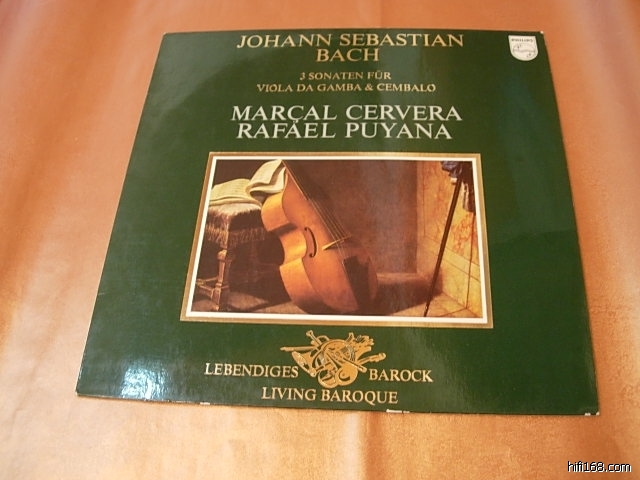 JOHANN SEBASTIAN
BACH
3 SONATEN FÜR
VIOLA DA GAMBA & CEMBALO
MARÇAL CERVERA
RAFAEL PUYANA
PHILIPS
LEBENDIGES BAROCK
LIVING BAROQUE
hifi168.com